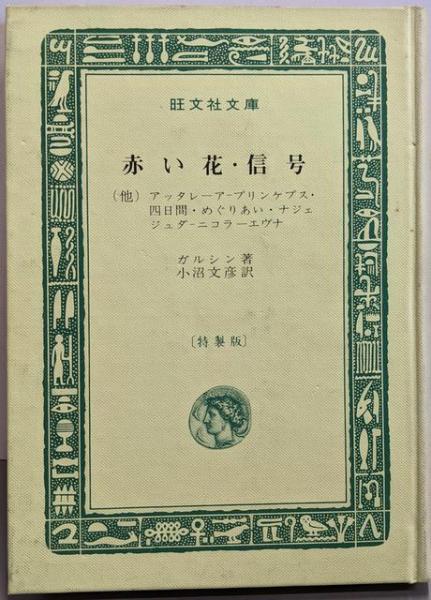 旺文社文庫
赤い花・信号
（他）アッタレーア-プリンケプス・
四日間・めぐりあい・ナジェ
ジュダ-ニコラーエヴナ
ガルシン著
小沼文彦訳
〔特製版〕